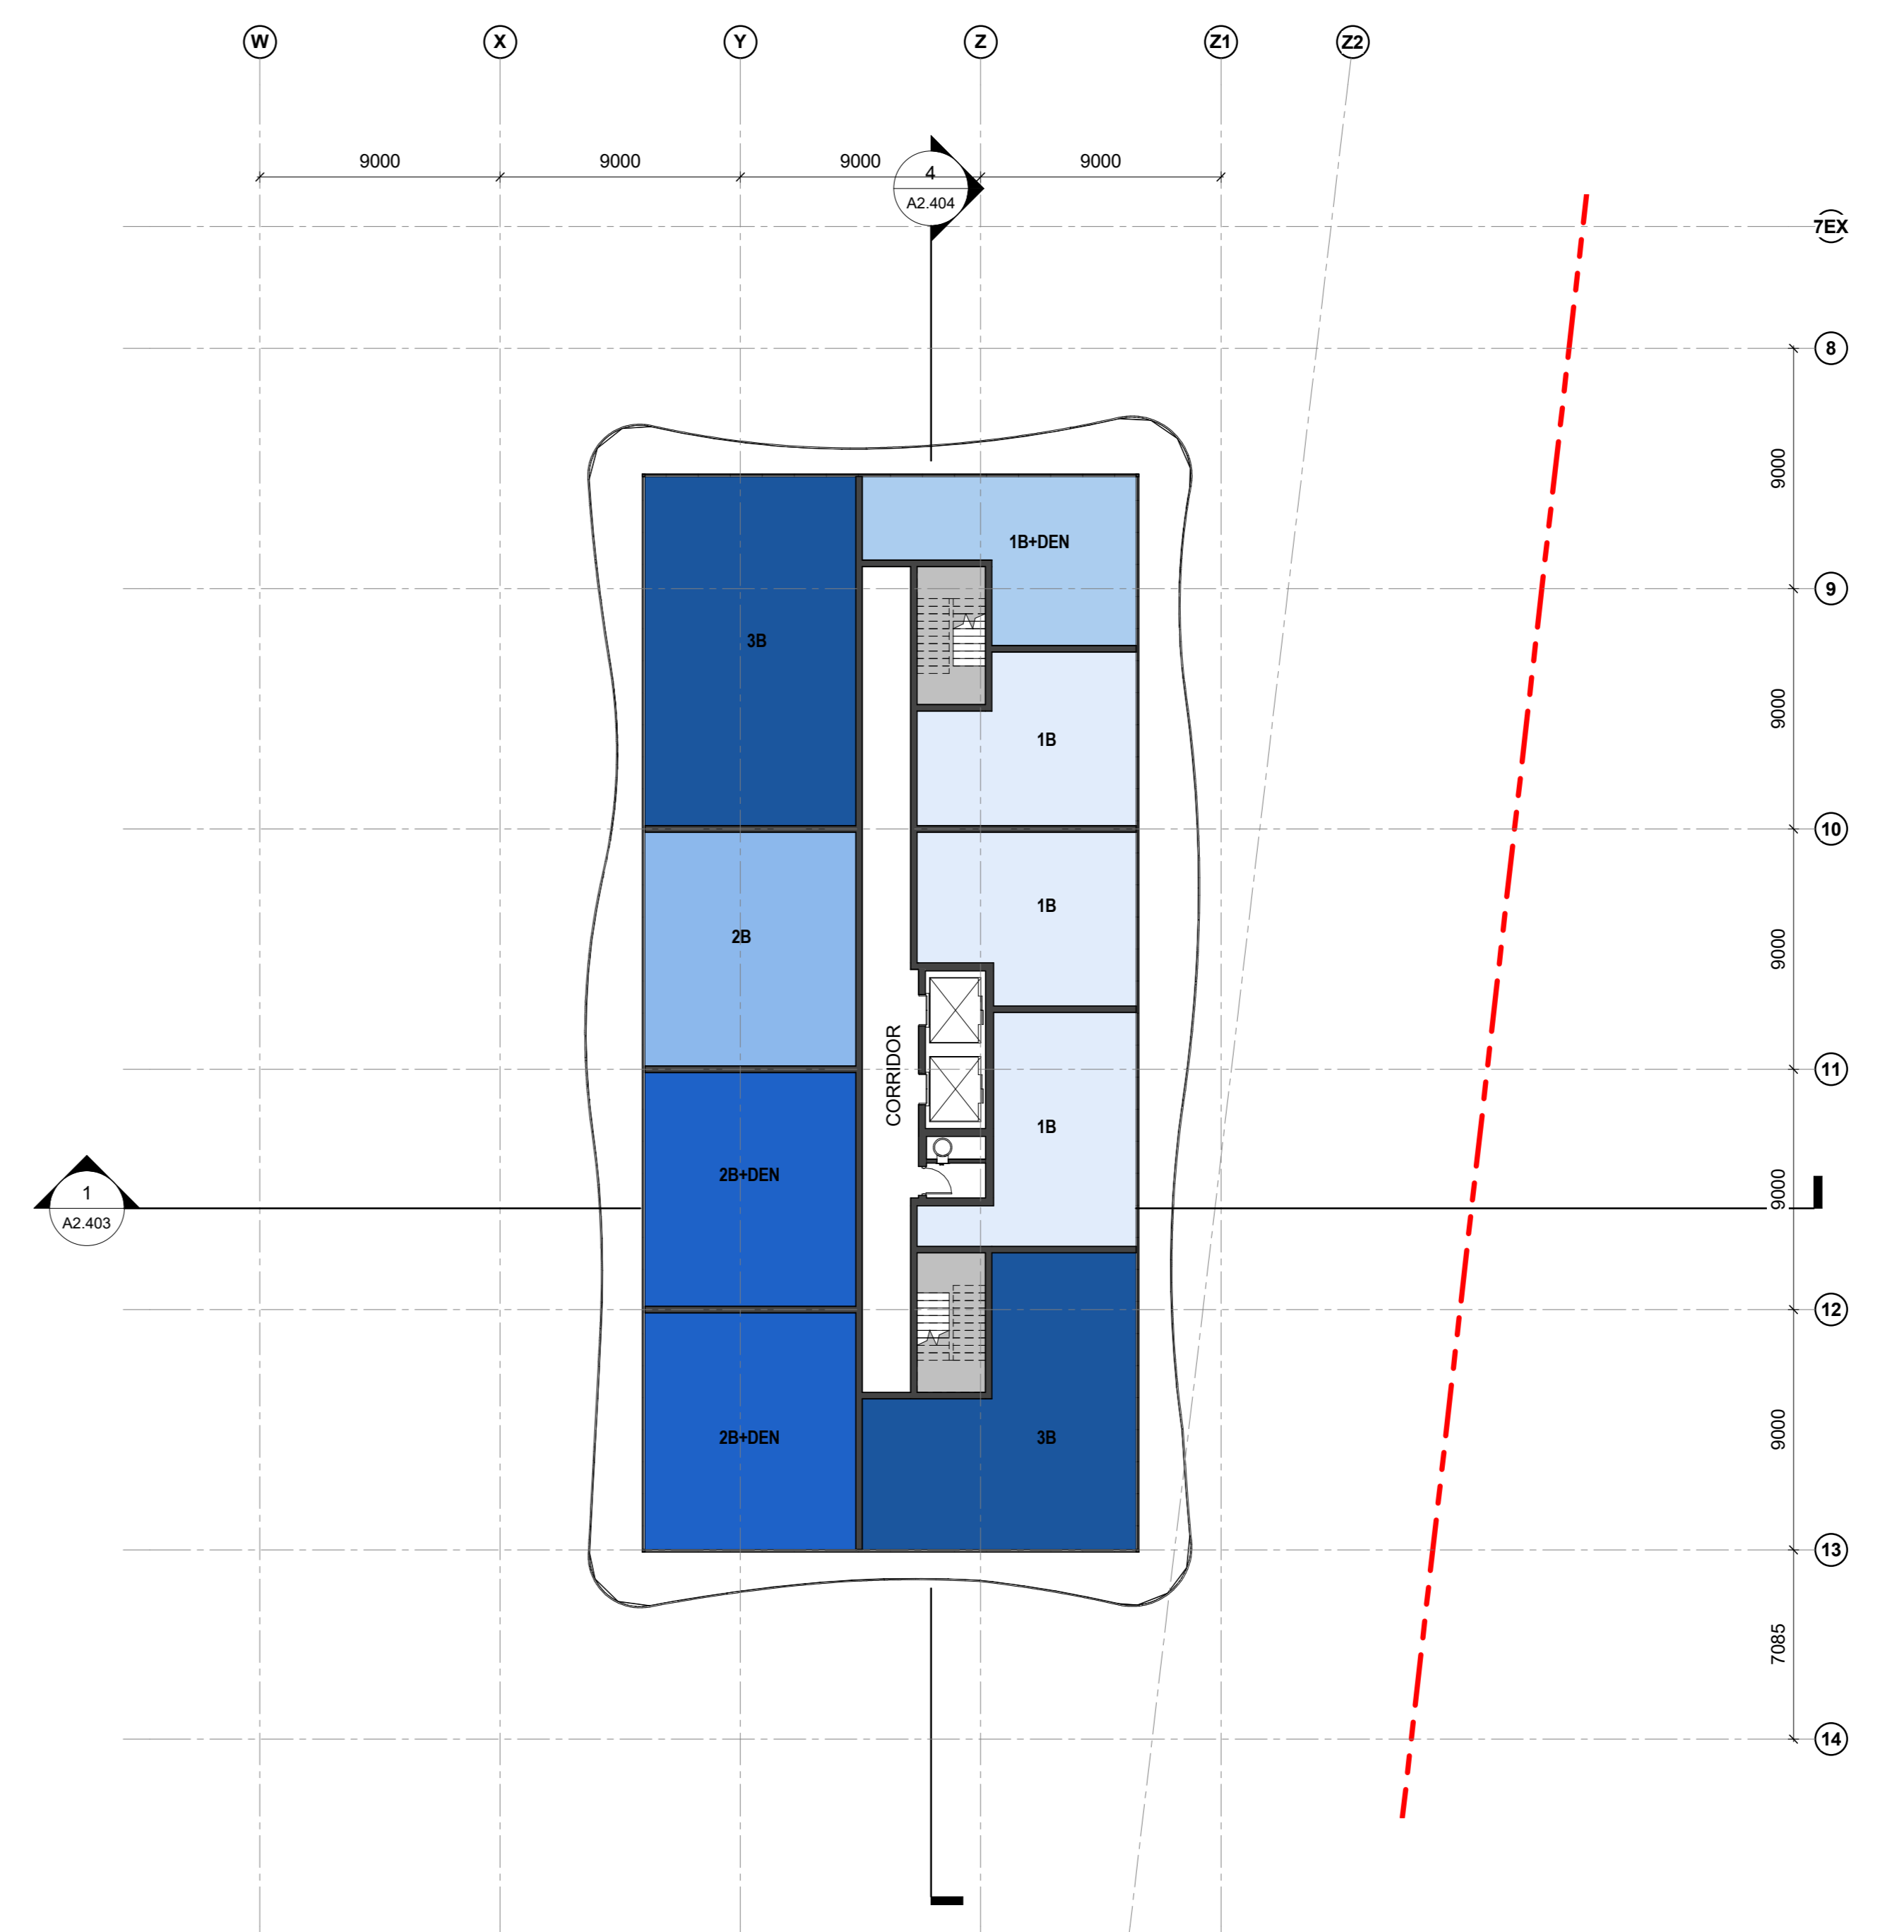 W
X
Y
Z
Z1
Z2
9000
9000
9000
9000
4
A2.404
7EX
8
9000
1B+DEN
9
3B
9000
1B
10
1B
2B
9000
CORRIDOR
11
1B
2B+DEN
9000
1
A2.403
12
9000
2B+DEN
3B
13
7085
14